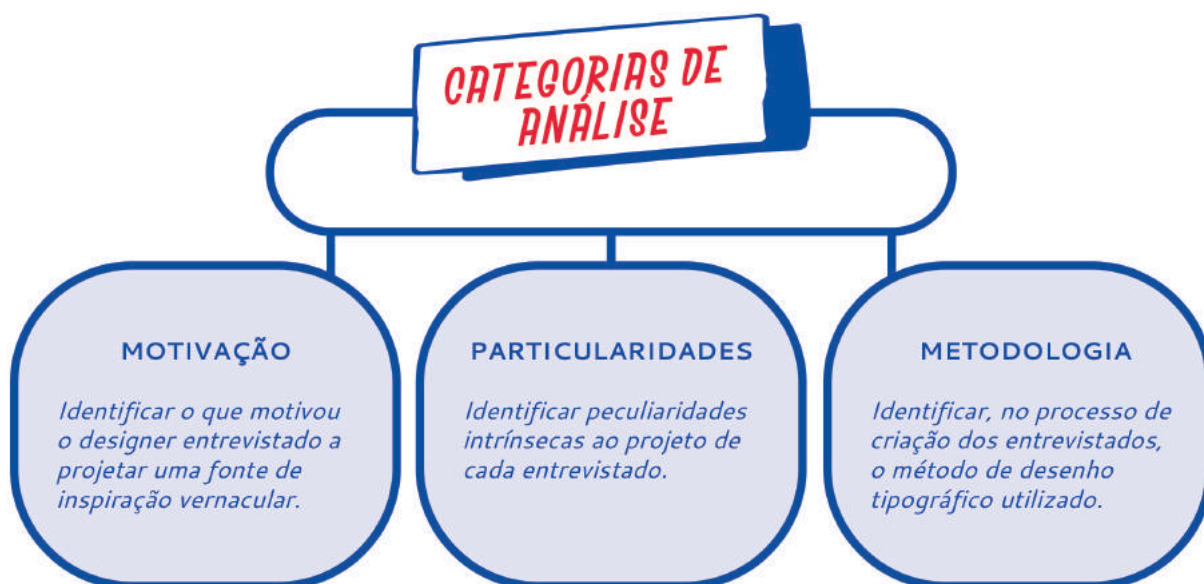 CATEGORIAS DE
ANÁLISE
MOTIVAÇÃO
Identificar o que motivou
o designer entrevistado a
projetar uma fonte de
inspiração vernacular.
PARTICULARIDADES
Identificar peculiaridades
intrínsecas ao projeto de
cada entrevistado.
METODOLOGIA
Identificar, no processo de
criação dos entrevistados,
o método de desenho
tipográfico utilizado.